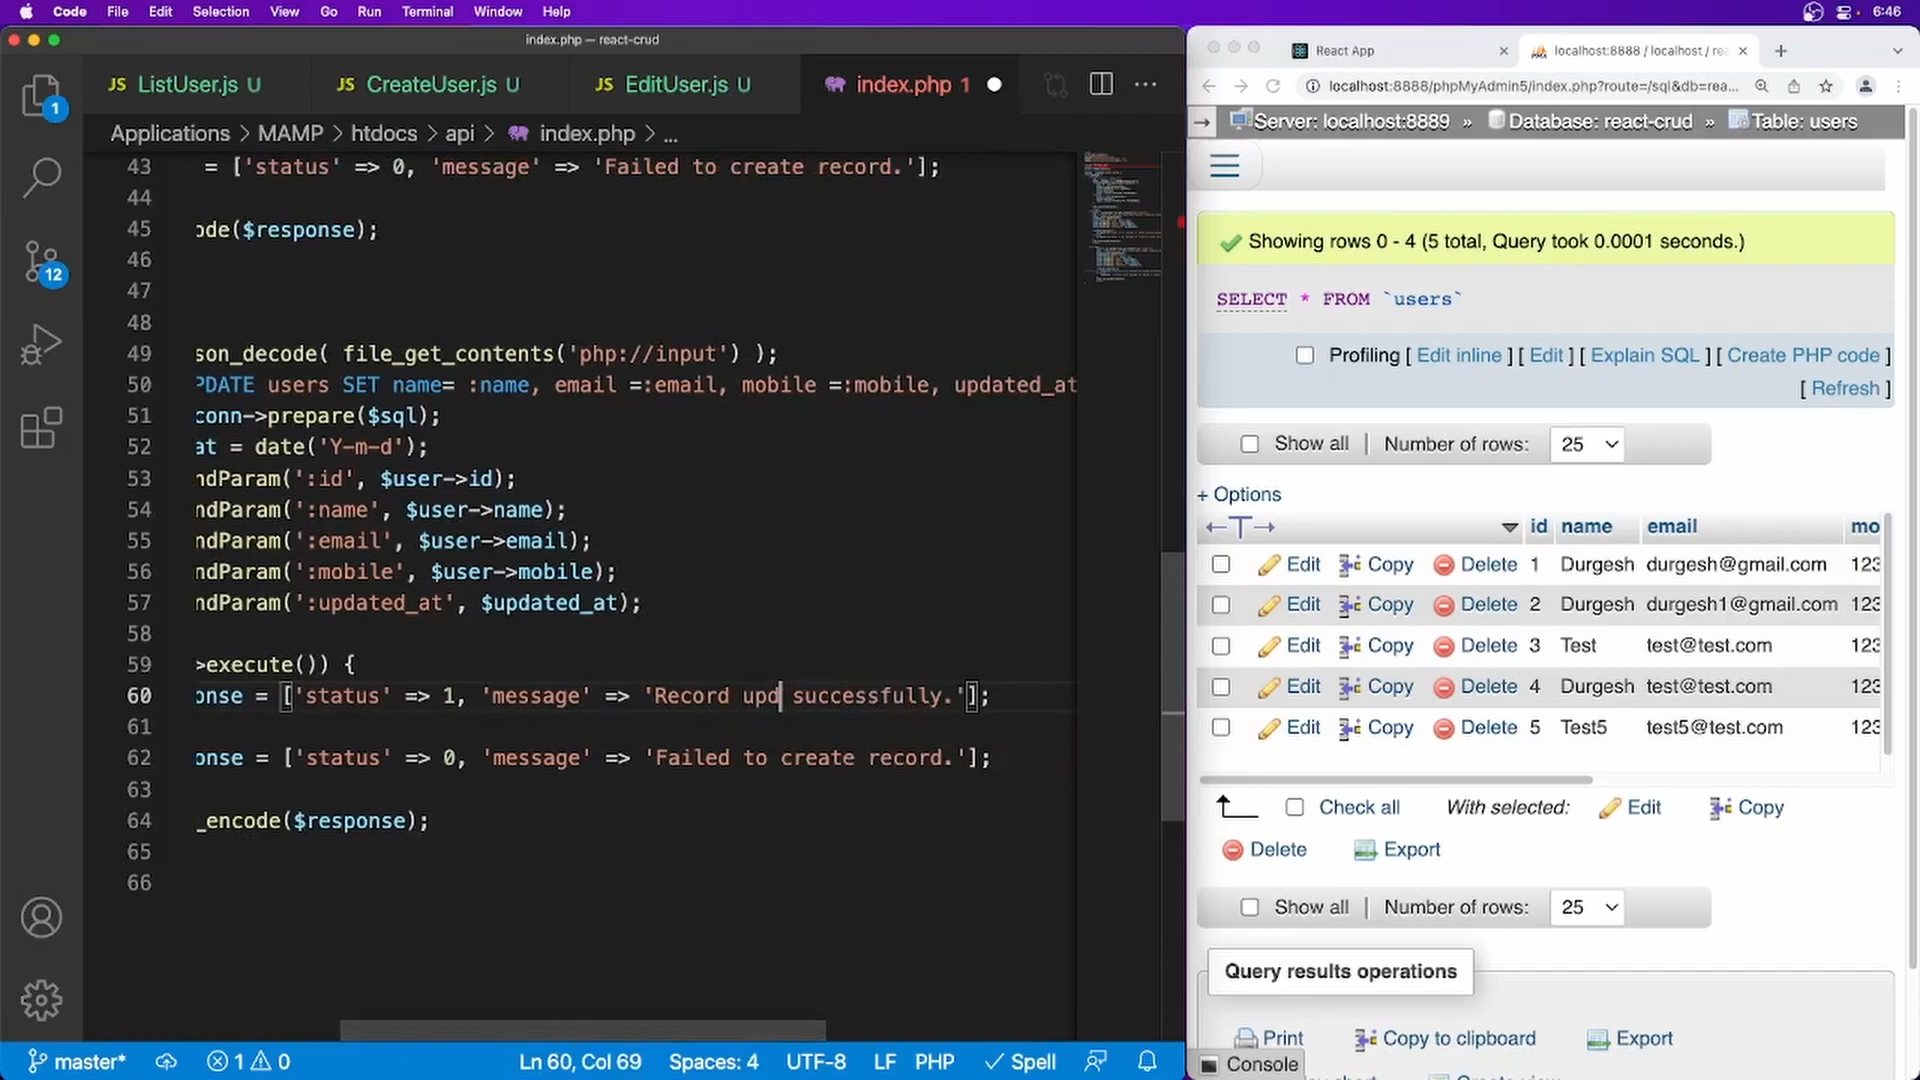 Code File Edit Selection View Go Run Terminal Window Help 6:46
index.php — react-crud
JS ListUser.js U
JS CreateUser.js U
JS EditUser.js U
index.php 1
Applications > MAMP > htdocs > api > index.php > ...
43 = ['status' => 0, 'message' => 'Failed to create record.'];
44
45 ode($response);
46
47
48
49 son_decode( file_get_contents('php://input') );
50 PDATE users SET name= :name, email =:email, mobile =:mobile, updated_at
51 conn->prepare($sql);
52 at = date('Y-m-d');
53 ndParam(':id', $user->id);
54 ndParam(':name', $user->name);
55 ndParam(':email', $user->email);
56 ndParam(':mobile', $user->mobile);
57 ndParam(':updated_at', $updated_at);
58
59 >execute()) {
60 onse = ['status' => 1, 'message' => 'Record upd successfully.'];
61
62 onse = ['status' => 0, 'message' => 'Failed to create record.'];
63
64 _encode($response);
65
66
1
12
master* 1 0 Ln 60, Col 69 Spaces: 4 UTF-8 LF PHP Spell
React App
localhost:8888 / localhost / rea
localhost:8888/phpMyAdmin5/index.php?route=/sql&db=rea...
Server: localhost:8889 » Database: react-crud » Table: users
Showing rows 0 - 4 (5 total, Query took 0.0001 seconds.)
SELECT * FROM `users`
Profiling [ Edit inline ] [ Edit ] [ Explain SQL ] [ Create PHP code ]
[ Refresh ]
Show all | Number of rows: 25
+ Options
←T→ id name email mo
Edit Copy Delete 1 Durgesh durgesh@gmail.com 123
Edit Copy Delete 2 Durgesh durgesh1@gmail.com 123
Edit Copy Delete 3 Test test@test.com 123
Edit Copy Delete 4 Durgesh test@test.com 123
Edit Copy Delete 5 Test5 test5@test.com 123
Check all With selected: Edit Copy
Delete Export
Show all | Number of rows: 25
Query results operations
Print Copy to clipboard Export
Console
Create view